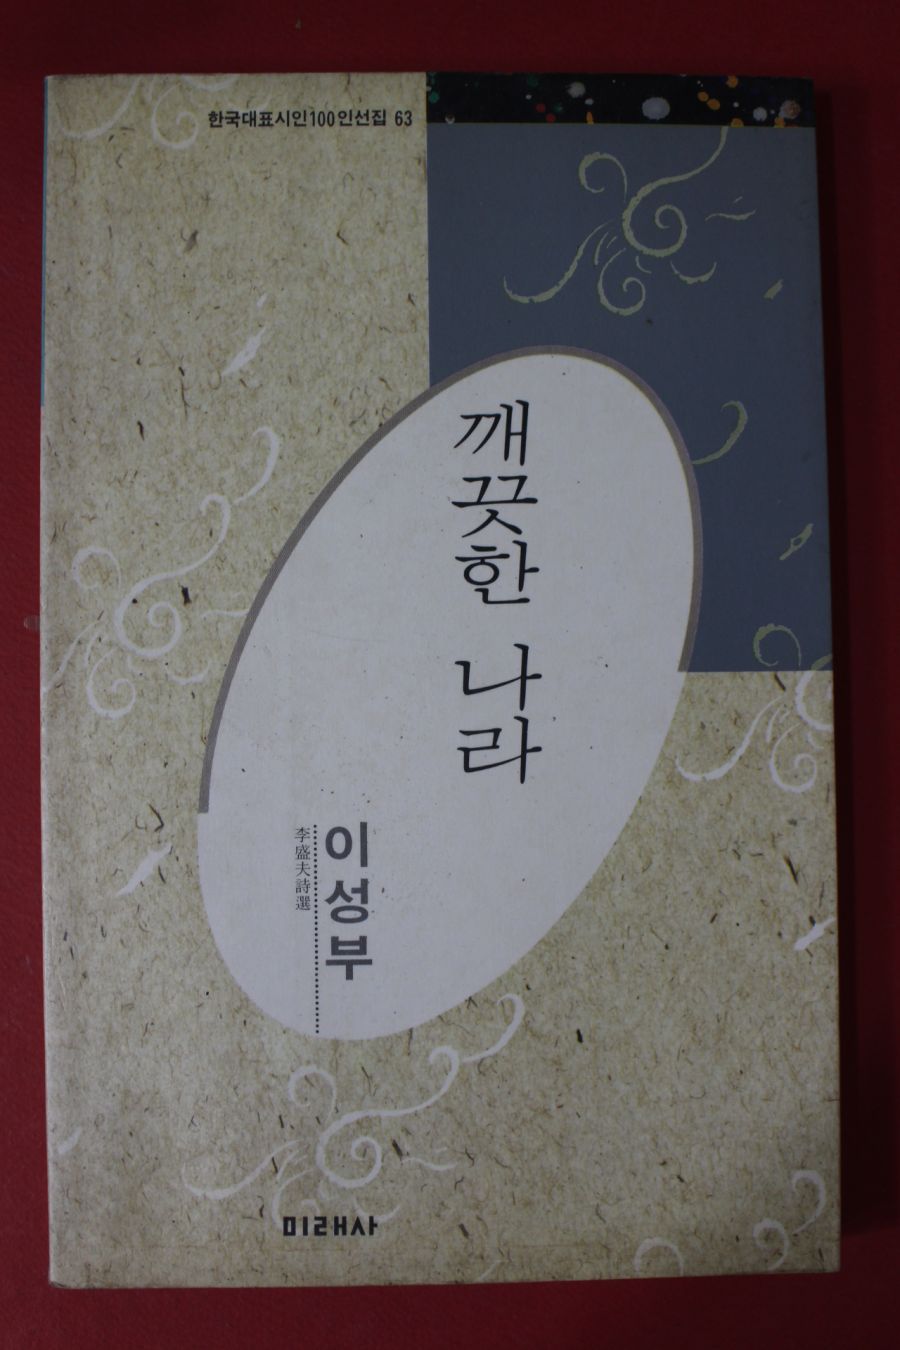 한국대표시인100인선집 63
깨끗한 나라
이성부
李盛夫詩選
미래사